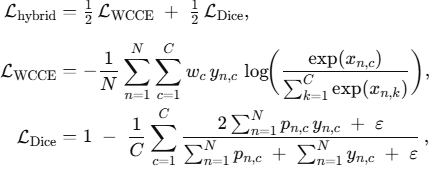 \mathcal{L}_{\text{hybrid}} = \frac{1}{2} \mathcal{L}_{\text{WCCE}} + \frac{1}{2} \mathcal{L}_{\text{Dice}},
\mathcal{L}_{\text{WCCE}} = -\frac{1}{N} \sum_{n=1}^{N} \sum_{c=1}^{C} w_c \, y_{n,c} \, \log\left( \frac{\exp(x_{n,c})}{\sum_{k=1}^{C} \exp(x_{n,k})} \right),
\mathcal{L}_{\text{Dice}} = 1 - \frac{1}{C} \sum_{c=1}^{C} \frac{2 \sum_{n=1}^{N} p_{n,c} \, y_{n,c} + \varepsilon}{\sum_{n=1}^{N} p_{n,c} + \sum_{n=1}^{N} y_{n,c} + \varepsilon},